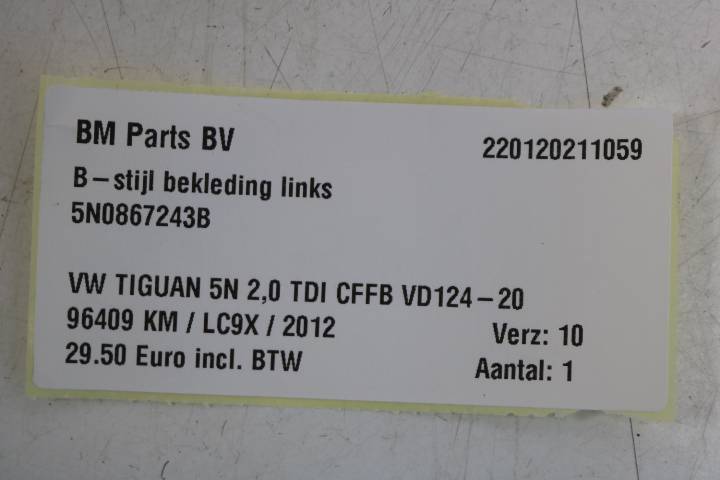 BM Parts BV 220120211059
B-stijl bekleding links
5N0867243B
VW TIGUAN 5N 2,0 TDI CFFB VD124-20
96409 KM / LC9X / 2012 Verz: 10
29.50 Euro incl. BTW Aantal: 1